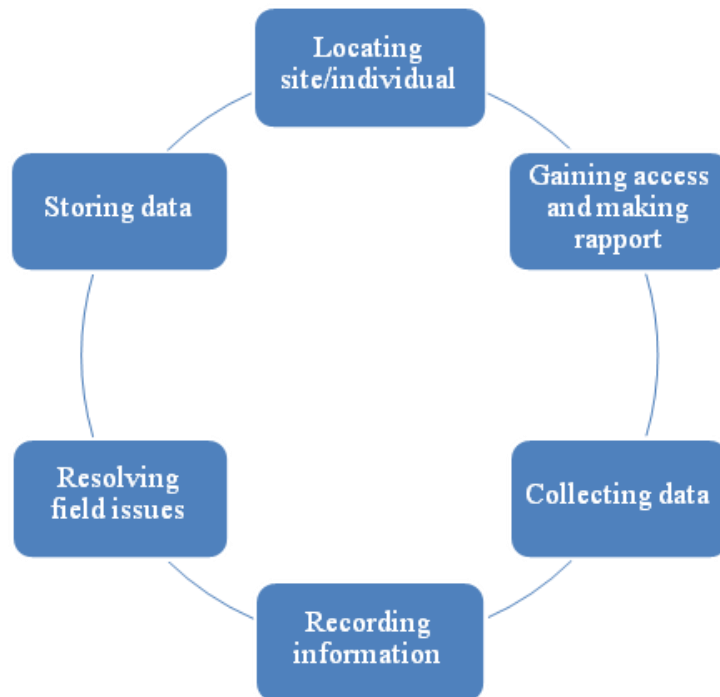 Locating
site/individual
Gaining access
and making
rapport
Collecting data
Recording
information
Resolving
field issues
Storing data